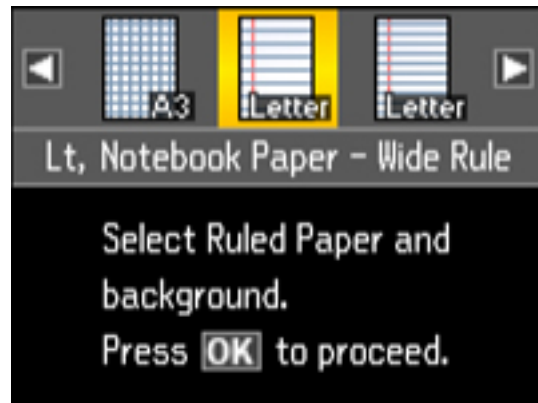 A3 Letter Letter
Lt, Notebook Paper - Wide Rule
Select Ruled Paper and
background.
Press OK to proceed.